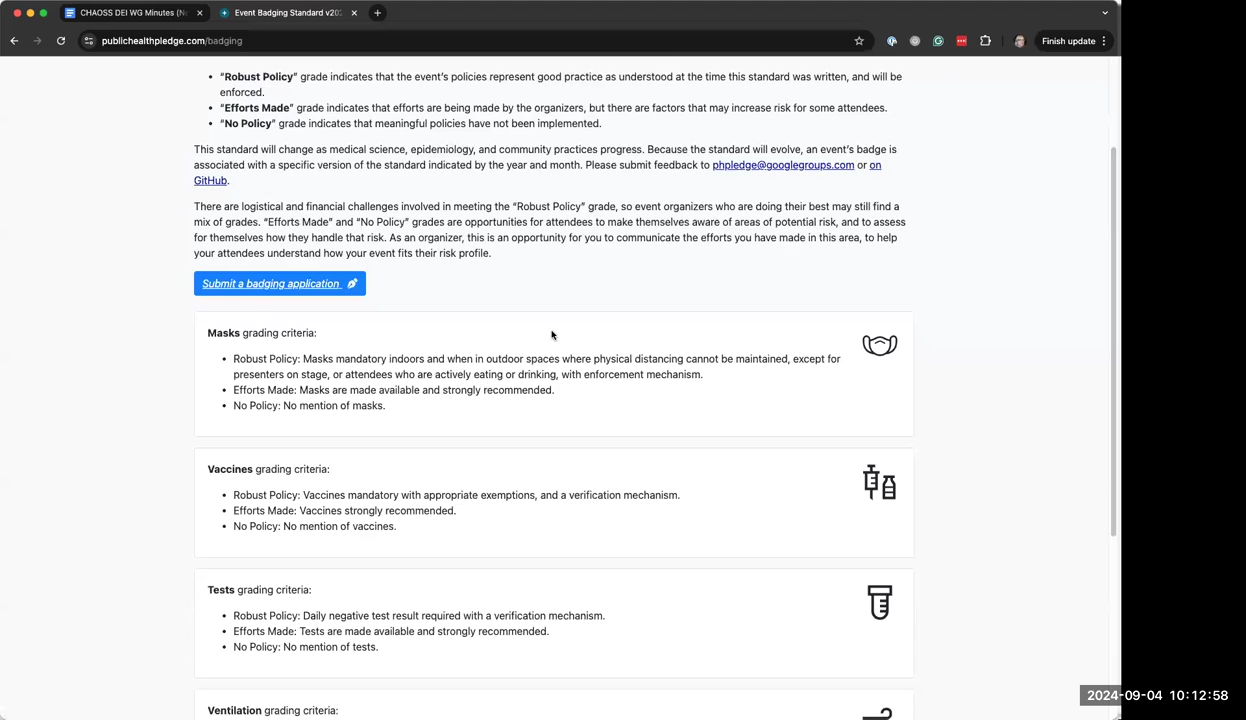 CHAOSS DEI WG Minutes (N
Event Badging Standard v20
publichealthpledge.com/badging
Finish update
• "Robust Policy" grade indicates that the event's policies represent good practice as understood at the time this standard was written, and will be
enforced.
• "Efforts Made" grade indicates that efforts are being made by the organizers, but there are factors that may increase risk for some attendees.
• "No Policy" grade indicates that meaningful policies have not been implemented.
This standard will change as medical science, epidemiology, and community practices progress. Because the standard will evolve, an event's badge is
associated with a specific version of the standard indicated by the year and month. Please submit feedback to phpledge@googlegroups.com or on
GitHub.
There are logistical and financial challenges involved in meeting the "Robust Policy" grade, so event organizers who are doing their best may still find a
mix of grades. "Efforts Made" and "No Policy" grades are opportunities for attendees to make themselves aware of areas of potential risk, and to assess
for themselves how they handle that risk. As an organizer, this is an opportunity for you to communicate the efforts you have made in this area, to help
your attendees understand how your event fits their risk profile.
Submit a badging application
Masks grading criteria:
• Robust Policy: Masks mandatory indoors and when in outdoor spaces where physical distancing cannot be maintained, except for
presenters on stage, or attendees who are actively eating or drinking, with enforcement mechanism.
• Efforts Made: Masks are made available and strongly recommended.
• No Policy: No mention of masks.
Vaccines grading criteria:
• Robust Policy: Vaccines mandatory with appropriate exemptions, and a verification mechanism.
• Efforts Made: Vaccines strongly recommended.
• No Policy: No mention of vaccines.
Tests grading criteria:
• Robust Policy: Daily negative test result required with a verification mechanism.
• Efforts Made: Tests are made available and strongly recommended.
• No Policy: No mention of tests.
Ventilation grading criteria:
2024-09-04 10:12:58